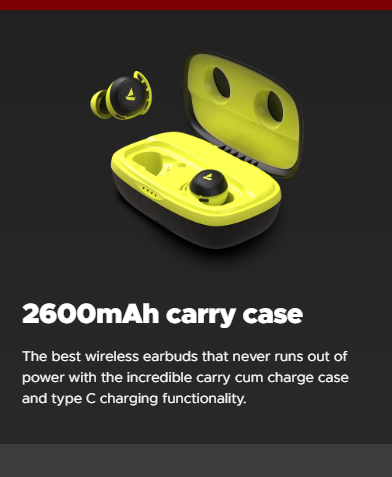 2600mAh carry case
The best wireless earbuds that never runs out of
power with the incredible carry cum charge case
and type C charging functionality.